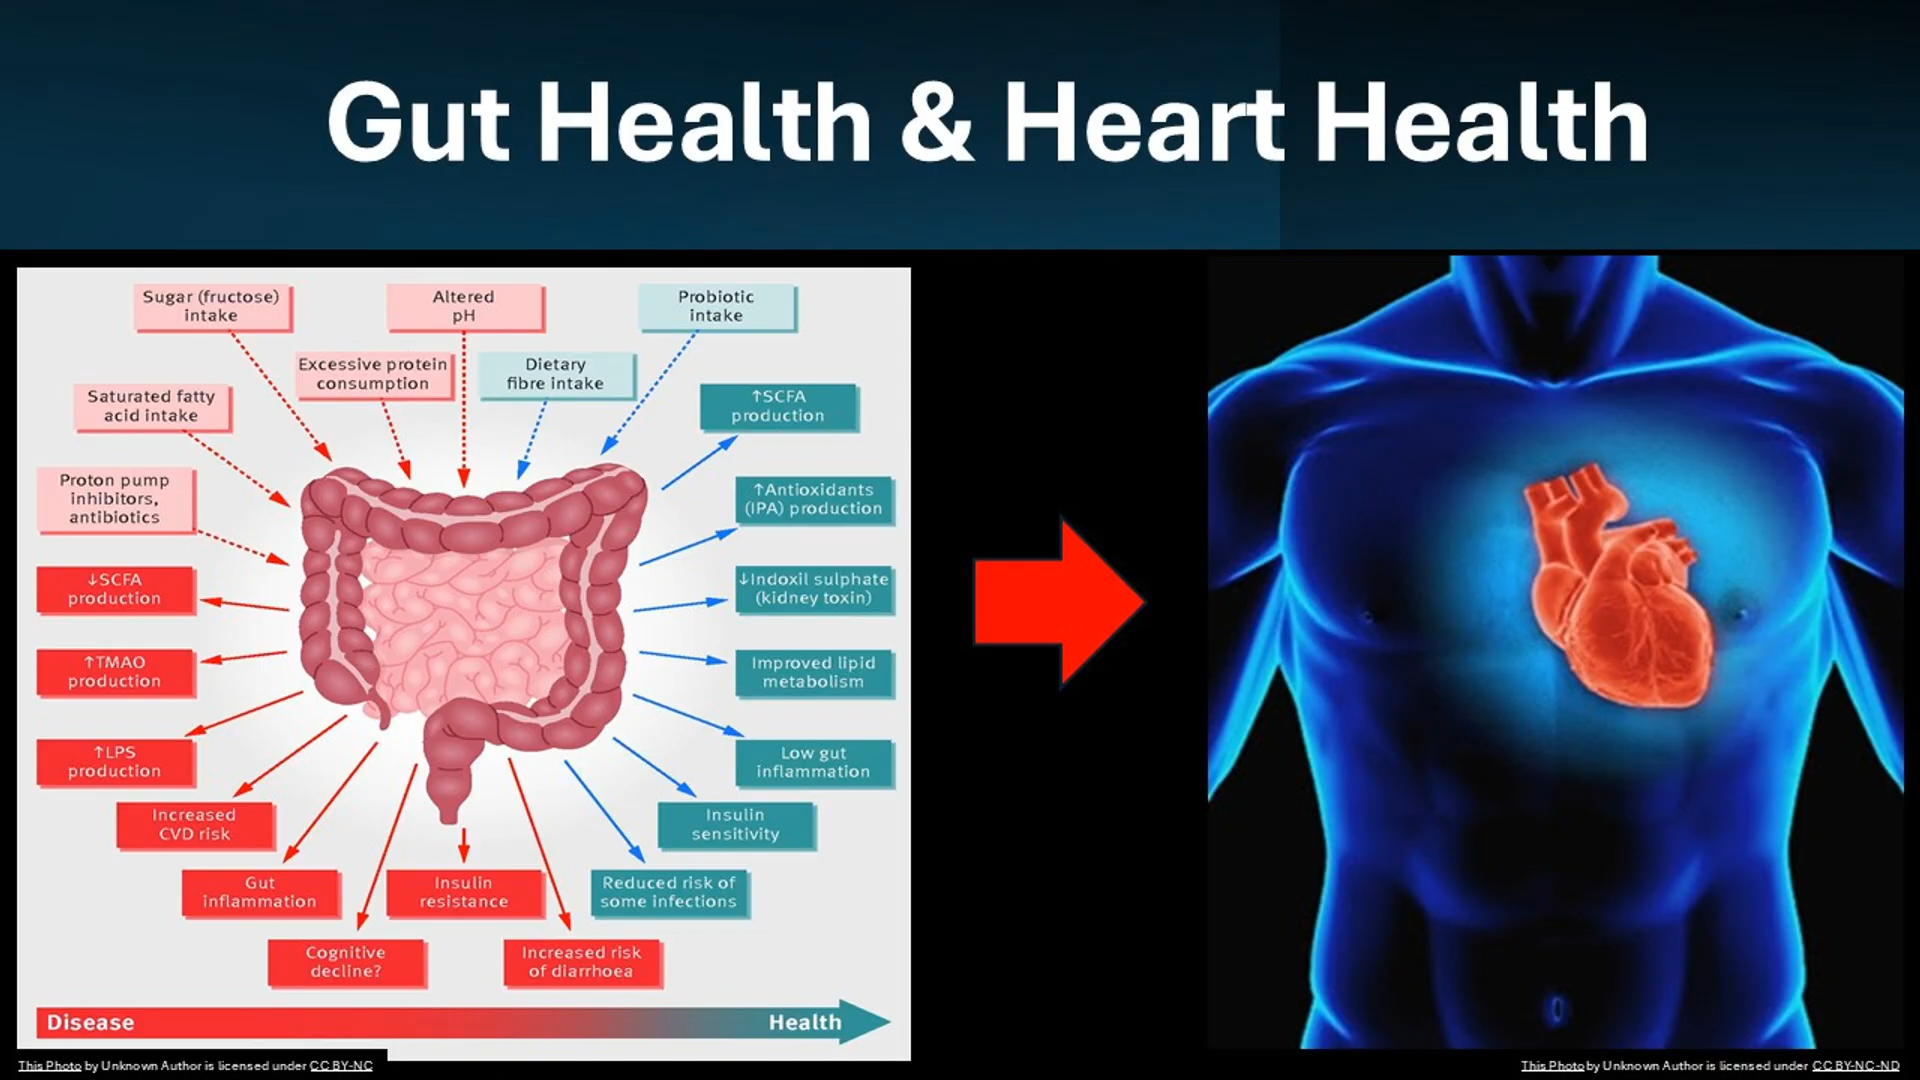 Gut Health & Heart Health
Sugar (fructose)
intake
Altered
pH
Probiotic
intake
Excessive protein
consumption
Dietary
fibre intake
Saturated fatty
acid intake
↑SCFA
production
Proton pump
inhibitors,
antibiotics
↑Antioxidants
(IPA) production
↓SCFA
production
↓Indoxil sulphate
(kidney toxin)
↑TMAO
production
Improved lipid
metabolism
↑LPS
production
Low gut
inflammation
Increased
CVD risk
Insulin
sensitivity
Gut
inflammation
Insulin
resistance
Reduced risk of
some infections
Cognitive
decline?
Increased risk
of diarrhoea
Disease
Health
This Photo by Unknown Author is licensed under CC BY-NC
This Photo by Unknown Author is licensed under CC BY-NC-ND